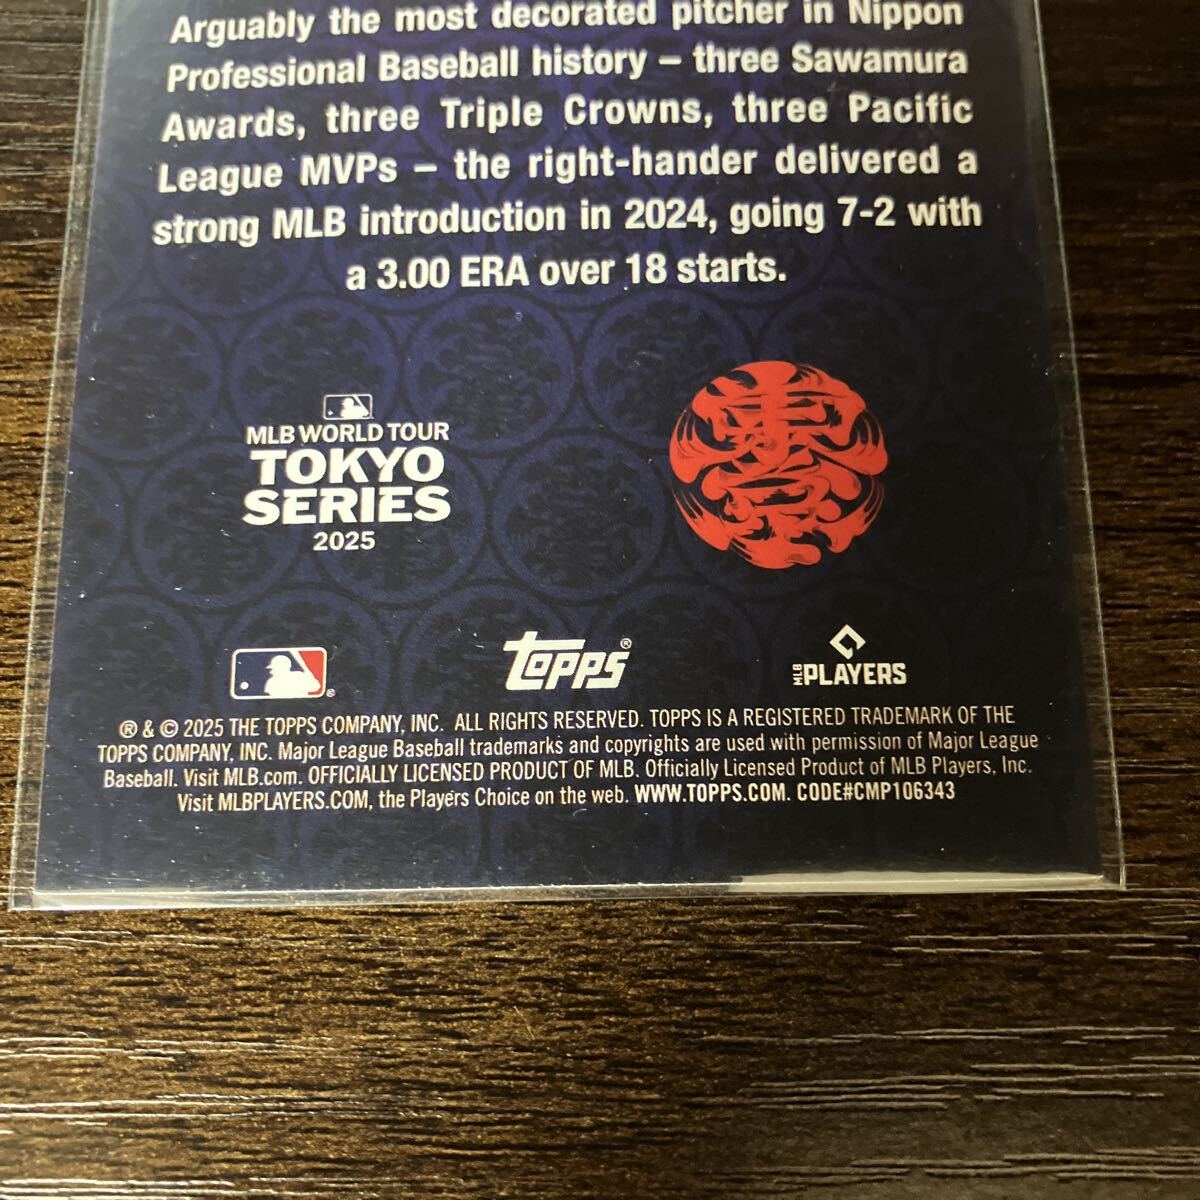 Arguably the most decorated pitcher in Nippon
Professional Baseball history – three Sawamura
Awards, three Triple Crowns, three Pacific
League MVPs – the right-hander delivered a
strong MLB introduction in 2024, going 7-2 with
a 3.00 ERA over 18 starts.
MLB WORLD TOUR
TOKYO
SERIES
2025
東京
Topps®
MLB PLAYERS
® & © 2025 THE TOPPS COMPANY, INC. ALL RIGHTS RESERVED. TOPPS IS A REGISTERED TRADEMARK OF THE
TOPPS COMPANY, INC. Major League Baseball trademarks and copyrights are used with permission of Major League
Baseball. Visit MLB.com. OFFICIALLY LICENSED PRODUCT OF MLB. Officially Licensed Product of MLB Players, Inc.
Visit MLBPLAYERS.COM, the Players Choice on the web. WWW.TOPPS.COM. CODE#CMP106343